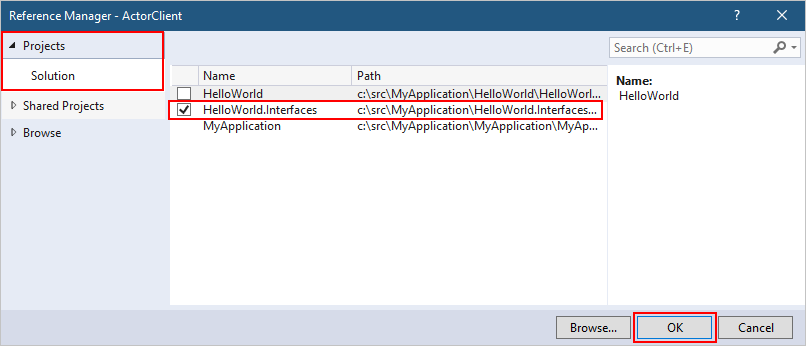 Reference Manager - ActorClient
Projects
Solution
Shared Projects
Browse
Name Path
HelloWorld c:\src\MyApplication\HelloWorld\HelloWorl...
HelloWorld.Interfaces c:\src\MyApplication\HelloWorld.Interfaces...
MyApplication c:\src\MyApplication\MyApplication\MyAp...
Search (Ctrl+E)
Name:
HelloWorld
Browse... OK Cancel